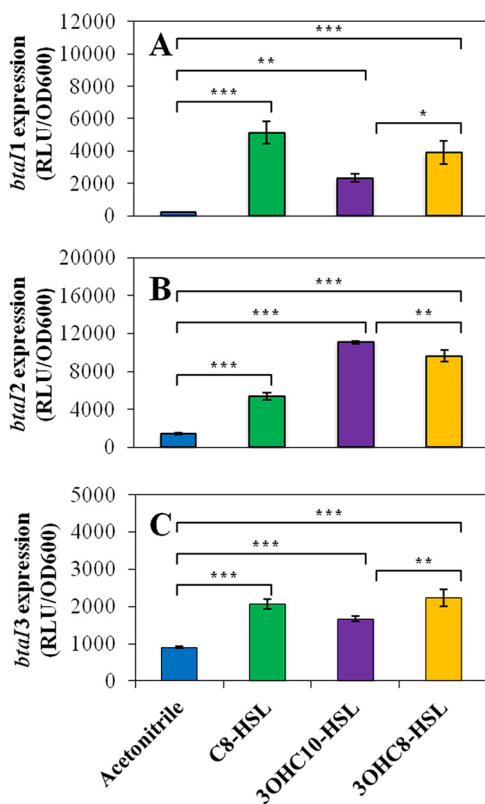 A
btaI1 expression
(RLU/OD600)
12000
10000
8000
6000
4000
2000
0
***
**
***
*
B
btaI2 expression
(RLU/OD600)
20000
16000
12000
8000
4000
0
***
***
**
***
C
btaI3 expression
(RLU/OD600)
5000
4000
3000
2000
1000
0
***
***
***
**
Acetonitrile
C8-HSL
3OHC10-HSL
3OHC8-HSL